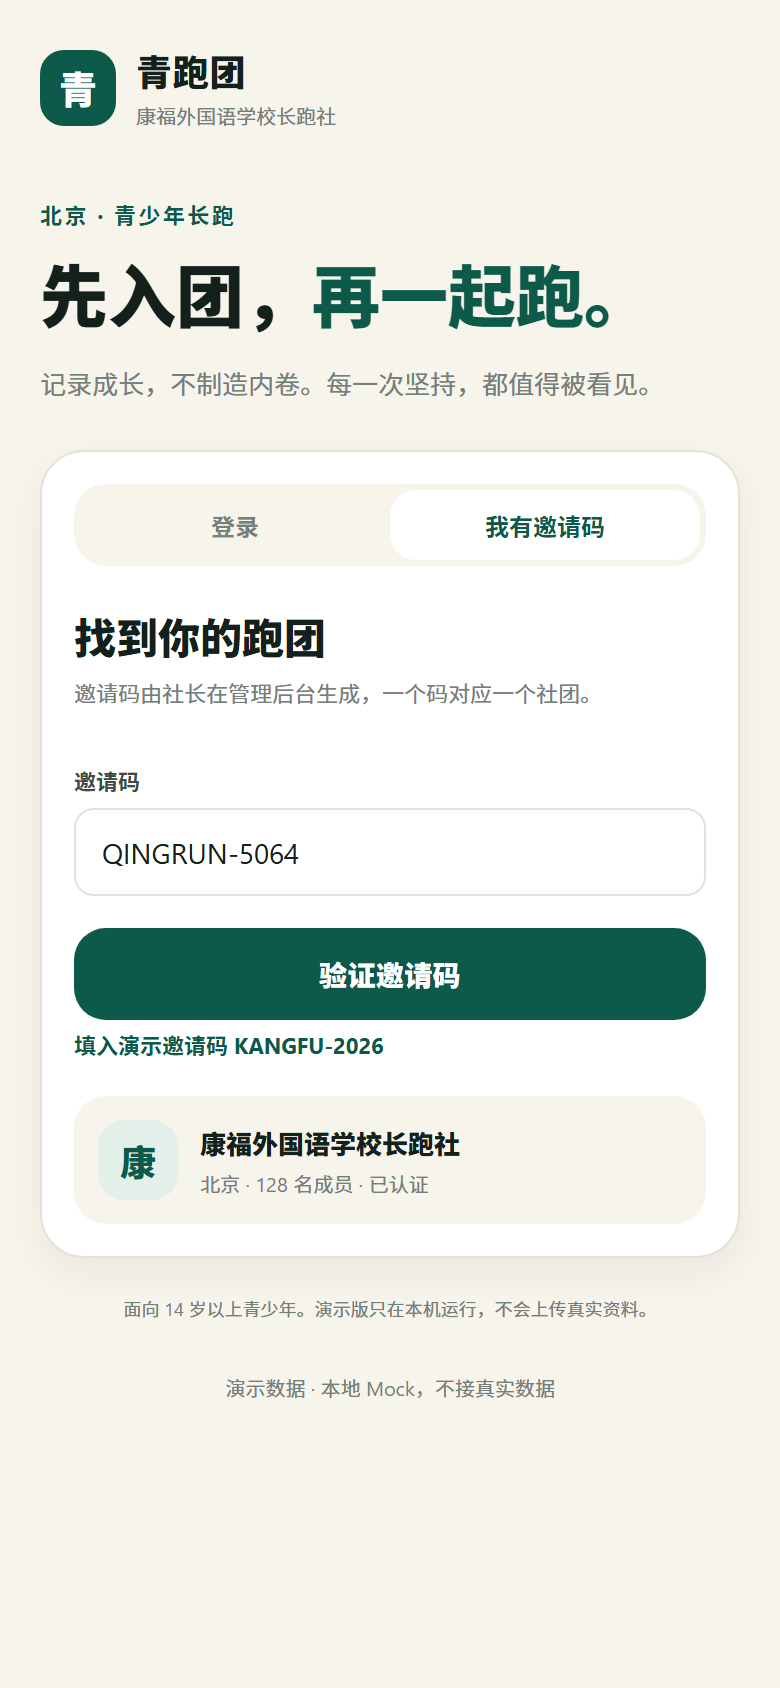 青
青跑团
康福外国语学校长跑社
北京 · 青少年长跑
先入团，再一起跑。
记录成长，不制造内卷。每一次坚持，都值得被看见。
登录
我有邀请码
找到你的跑团
邀请码由社长在管理后台生成，一个码对应一个社团。
邀请码
QINGRUN-5064
验证邀请码
填入演示邀请码 KANGFU-2026
康
康福外国语学校长跑社
北京 · 128 名成员 · 已认证
面向 14 岁以上青少年。演示版只在本机运行，不会上传真实资料。
演示数据 · 本地 Mock，不接真实数据